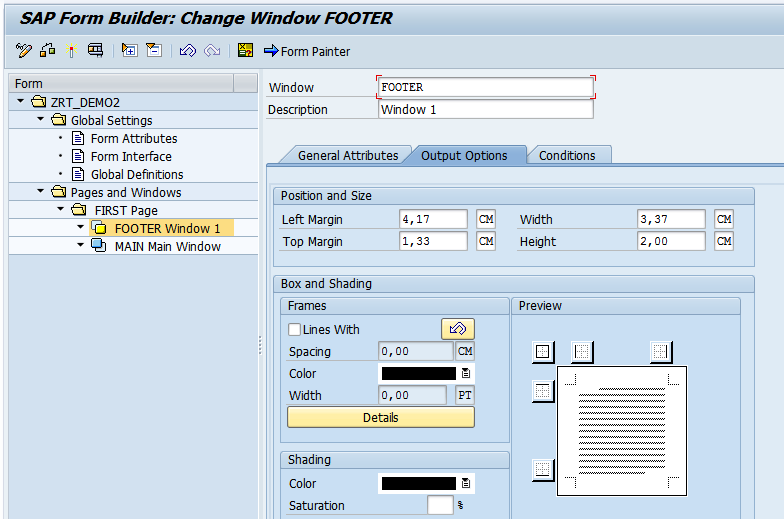 SAP Form Builder: Change Window FOOTER
Form Painter
Form
ZRT_DEMO2
Global Settings
Form Attributes
Form Interface
Global Definitions
Pages and Windows
FIRST Page
FOOTER Window 1
MAIN Main Window
Window FOOTER
Description Window 1
General Attributes Output Options Conditions
Position and Size
Left Margin 4,17 CM Width 3,37 CM
Top Margin 1,33 CM Height 2,00 CM
Box and Shading
Frames
Lines With
Spacing 0,00 CM
Color
Width 0,00 PT
Details
Preview
Shading
Color
Saturation %